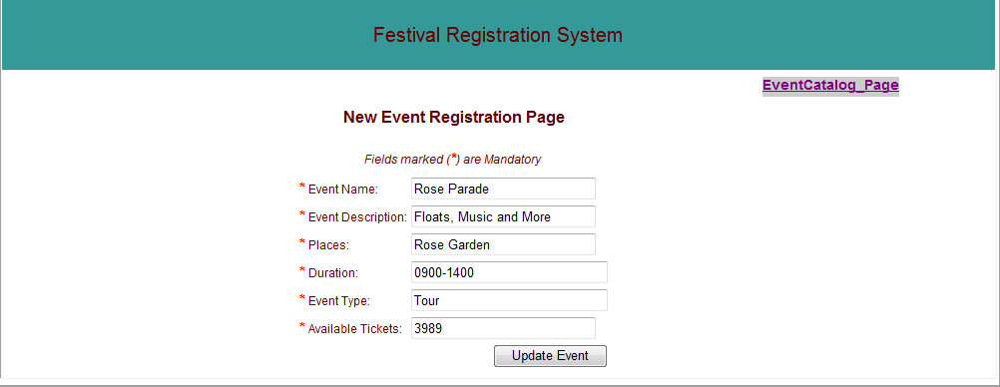 Festival Registration System
EventCatalog_Page
New Event Registration Page
Fields marked (*) are Mandatory
* Event Name: Rose Parade
* Event Description: Floats, Music and More
* Places: Rose Garden
* Duration: 0900-1400
* Event Type: Tour
* Available Tickets: 3989
Update Event